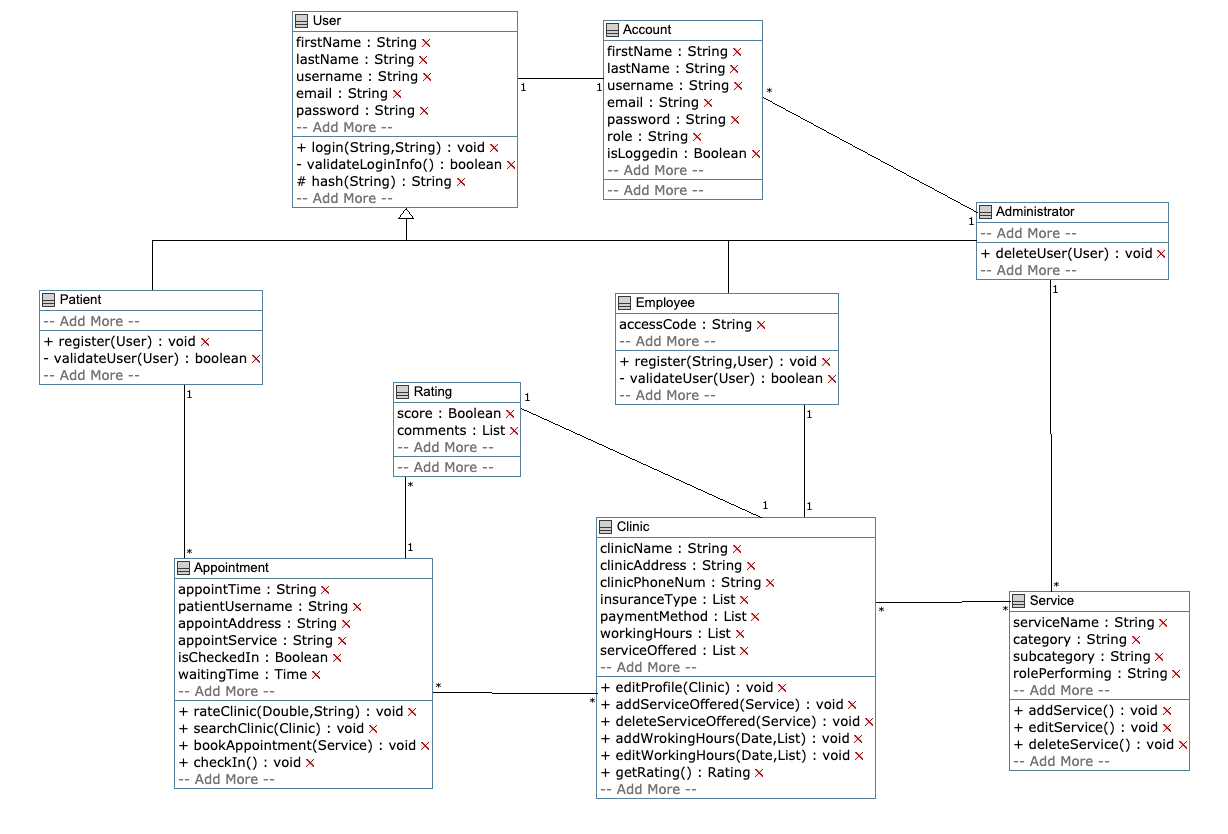 User
firstName : String
lastName : String
username : String
email : String
password : String
-- Add More --
+ login(String,String) : void
- validateLoginInfo() : boolean
# hash(String) : String
-- Add More --
1
1
Account
firstName : String
lastName : String
username : String
email : String
password : String
role : String
isLoggedin : Boolean
-- Add More --
-- Add More --
*
1
Administrator
-- Add More --
+ deleteUser(User) : void
-- Add More --
1
Patient
-- Add More --
+ register(User) : void
- validateUser(User) : boolean
-- Add More --
1
Employee
accessCode : String
-- Add More --
+ register(String,User) : void
- validateUser(User) : boolean
-- Add More --
1
Rating
score : Boolean
comments : List
-- Add More --
-- Add More --
1
*
1
1
1
*
Appointment
appointTime : String
patientUsername : String
appointAddress : String
appointService : String
isCheckedIn : Boolean
waitingTime : Time
-- Add More --
+ rateClinic(Double,String) : void
+ searchClinic(Clinic) : void
+ bookAppointment(Service) : void
+ checkIn() : void
-- Add More --
*
*
Clinic
clinicName : String
clinicAddress : String
clinicPhoneNum : String
insuranceType : List
paymentMethod : List
workingHours : List
serviceOffered : List
-- Add More --
+ editProfile(Clinic) : void
+ addServiceOffered(Service) : void
+ deleteServiceOffered(Service) : void
+ addWrokingHours(Date,List) : void
+ editWorkingHours(Date,List) : void
+ getRating() : Rating
-- Add More --
*
*
*
Service
serviceName : String
category : String
subcategory : String
rolePerforming : String
-- Add More --
+ addService() : void
+ editService() : void
+ deleteService() : void
-- Add More --